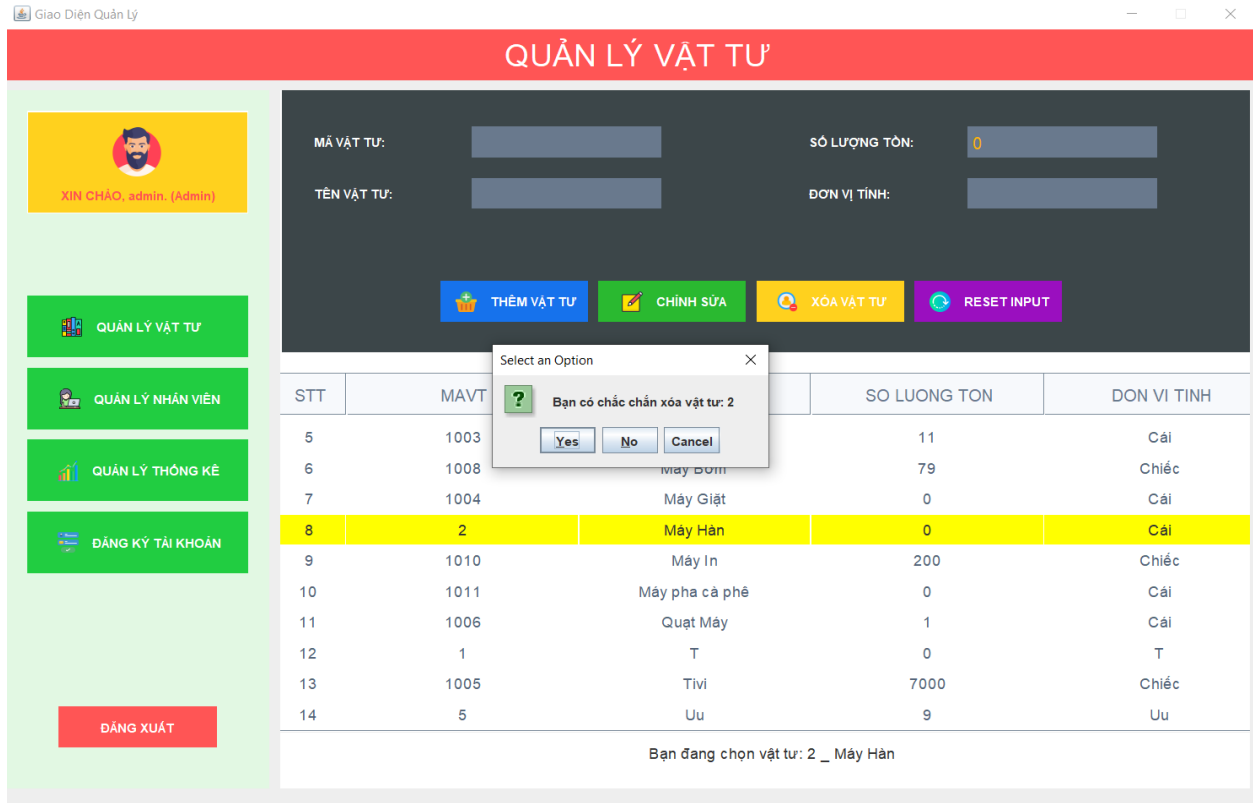 Giao Diện Quản Lý
QUẢN LÝ VẬT TƯ
XIN CHÀO, admin. (Admin)
MÃ VẬT TƯ:
SỐ LƯỢNG TỒN: 0
TÊN VẬT TƯ:
ĐƠN VỊ TÍNH:
THÊM VẬT TƯ CHỈNH SỬA XÓA VẬT TƯ RESET INPUT
QUẢN LÝ VẬT TƯ
QUẢN LÝ NHÂN VIÊN
QUẢN LÝ THỐNG KÊ
ĐĂNG KÝ TÀI KHOẢN
ĐĂNG XUẤT
Select an Option
Bạn có chắc chắn xóa vật tư: 2
Yes No Cancel
STT MAVT SO LUONG TON DON VI TINH
5 1003 11 Cái
6 1008 Máy Bơm 79 Chiếc
7 1004 Máy Giặt 0 Cái
8 2 Máy Hàn 0 Cái
9 1010 Máy In 200 Chiếc
10 1011 Máy pha cà phê 0 Cái
11 1006 Quạt Máy 1 Cái
12 1 T 0 T
13 1005 Tivi 7000 Chiếc
14 5 Uu 9 Uu
Bạn đang chọn vật tư: 2 _ Máy Hàn